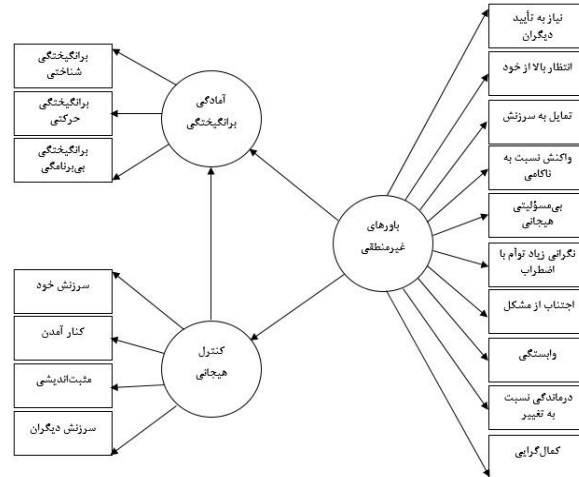 نیاز به تأیید
دیگران
انتظار بالا از خود
تمایل به سرزنش
واکنش نسبت به
ناکامی
بی‌مسؤلیتی
هیجانی
نگرانی زیاد توأم با
اضطراب
اجتناب از مشکل
وابستگی
درماندگی نسبت
به تغییر
کمال‌گرایی
باورهای
غیرمنطقی
آمادگی
برانگیختگی
برانگیختگی
شناختی
برانگیختگی
حرکتی
برانگیختگی
بی‌برنامگی
کنترل
هیجانی
سرزنش خود
کنار آمدن
مثبت‌اندیشی
سرزنش دیگران